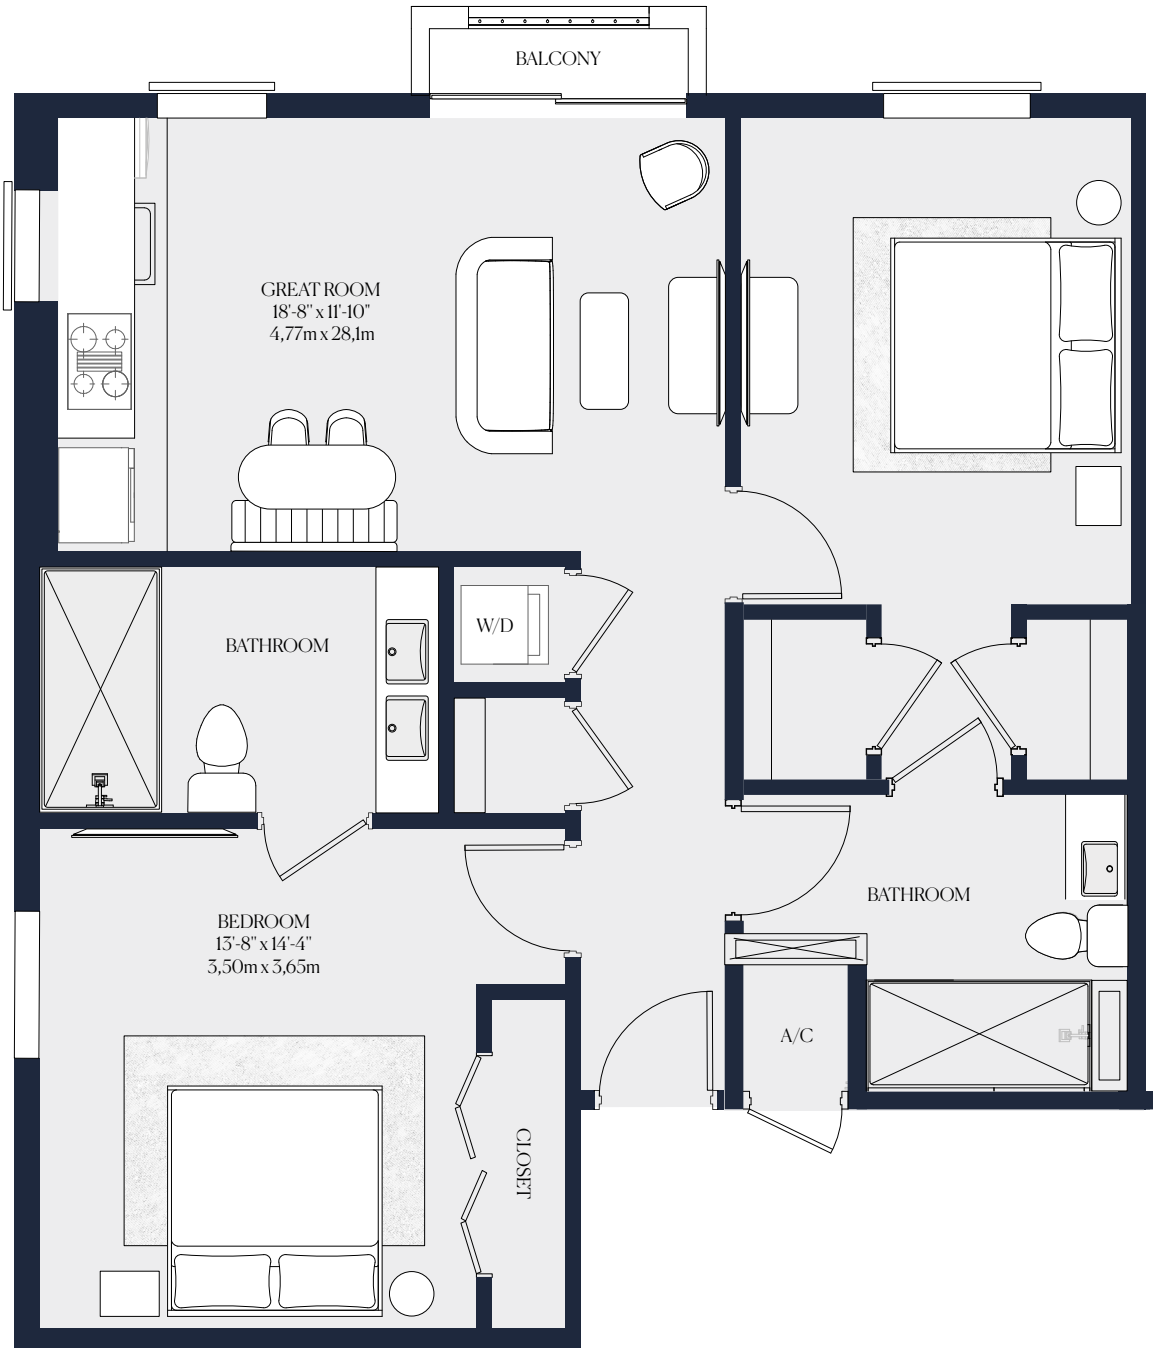 BALCONY
GREAT ROOM
18'-8" x 11'-10"
4,77m x 28,1m
W/D
BATHROOM
BATHROOM
BEDROOM
13'-8" x 14'-4"
3,50m x 3,65m
A/C
CLOSET